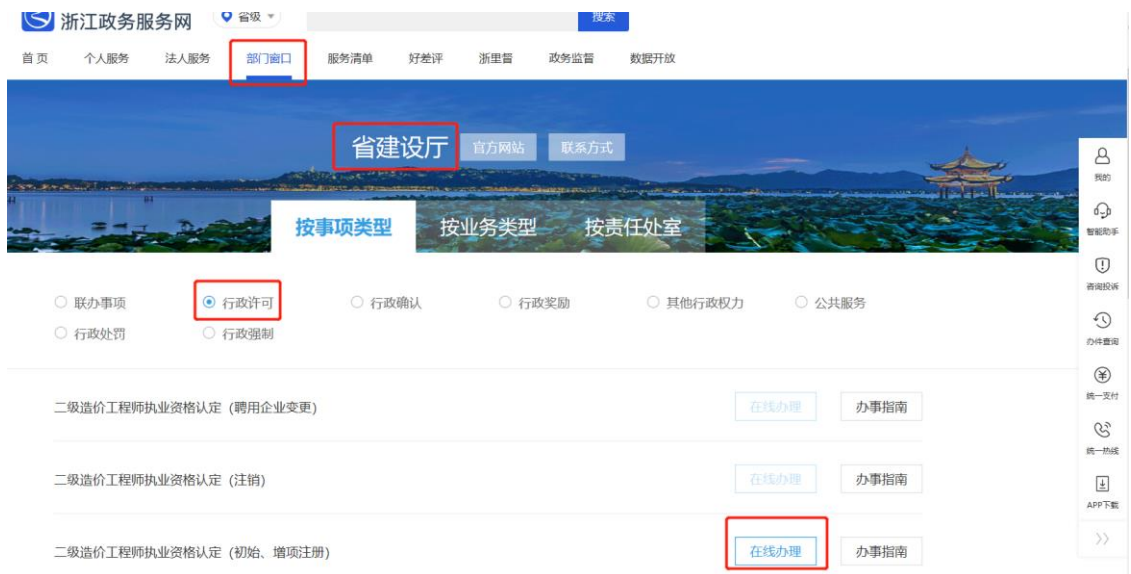 浙江政务服务网 省级 搜索
首页 个人服务 法人服务 部门窗口 服务清单 好差评 浙里督 政务监督 数据开放
省建设厅 官方网站 联系方式
按事项类型 按业务类型 按责任处室
联办事项 行政许可 行政确认 行政奖励 其他行政权力 公共服务
行政处罚 行政强制
二级造价工程师执业资格认定 (聘用企业变更) 在线办理 办事指南
二级造价工程师执业资格认定 (注销) 在线办理 办事指南
二级造价工程师执业资格认定 (初始、增项注册) 在线办理 办事指南
我的
智能助手
咨询投诉
办件查询
统一支付
统一热线
APP下载